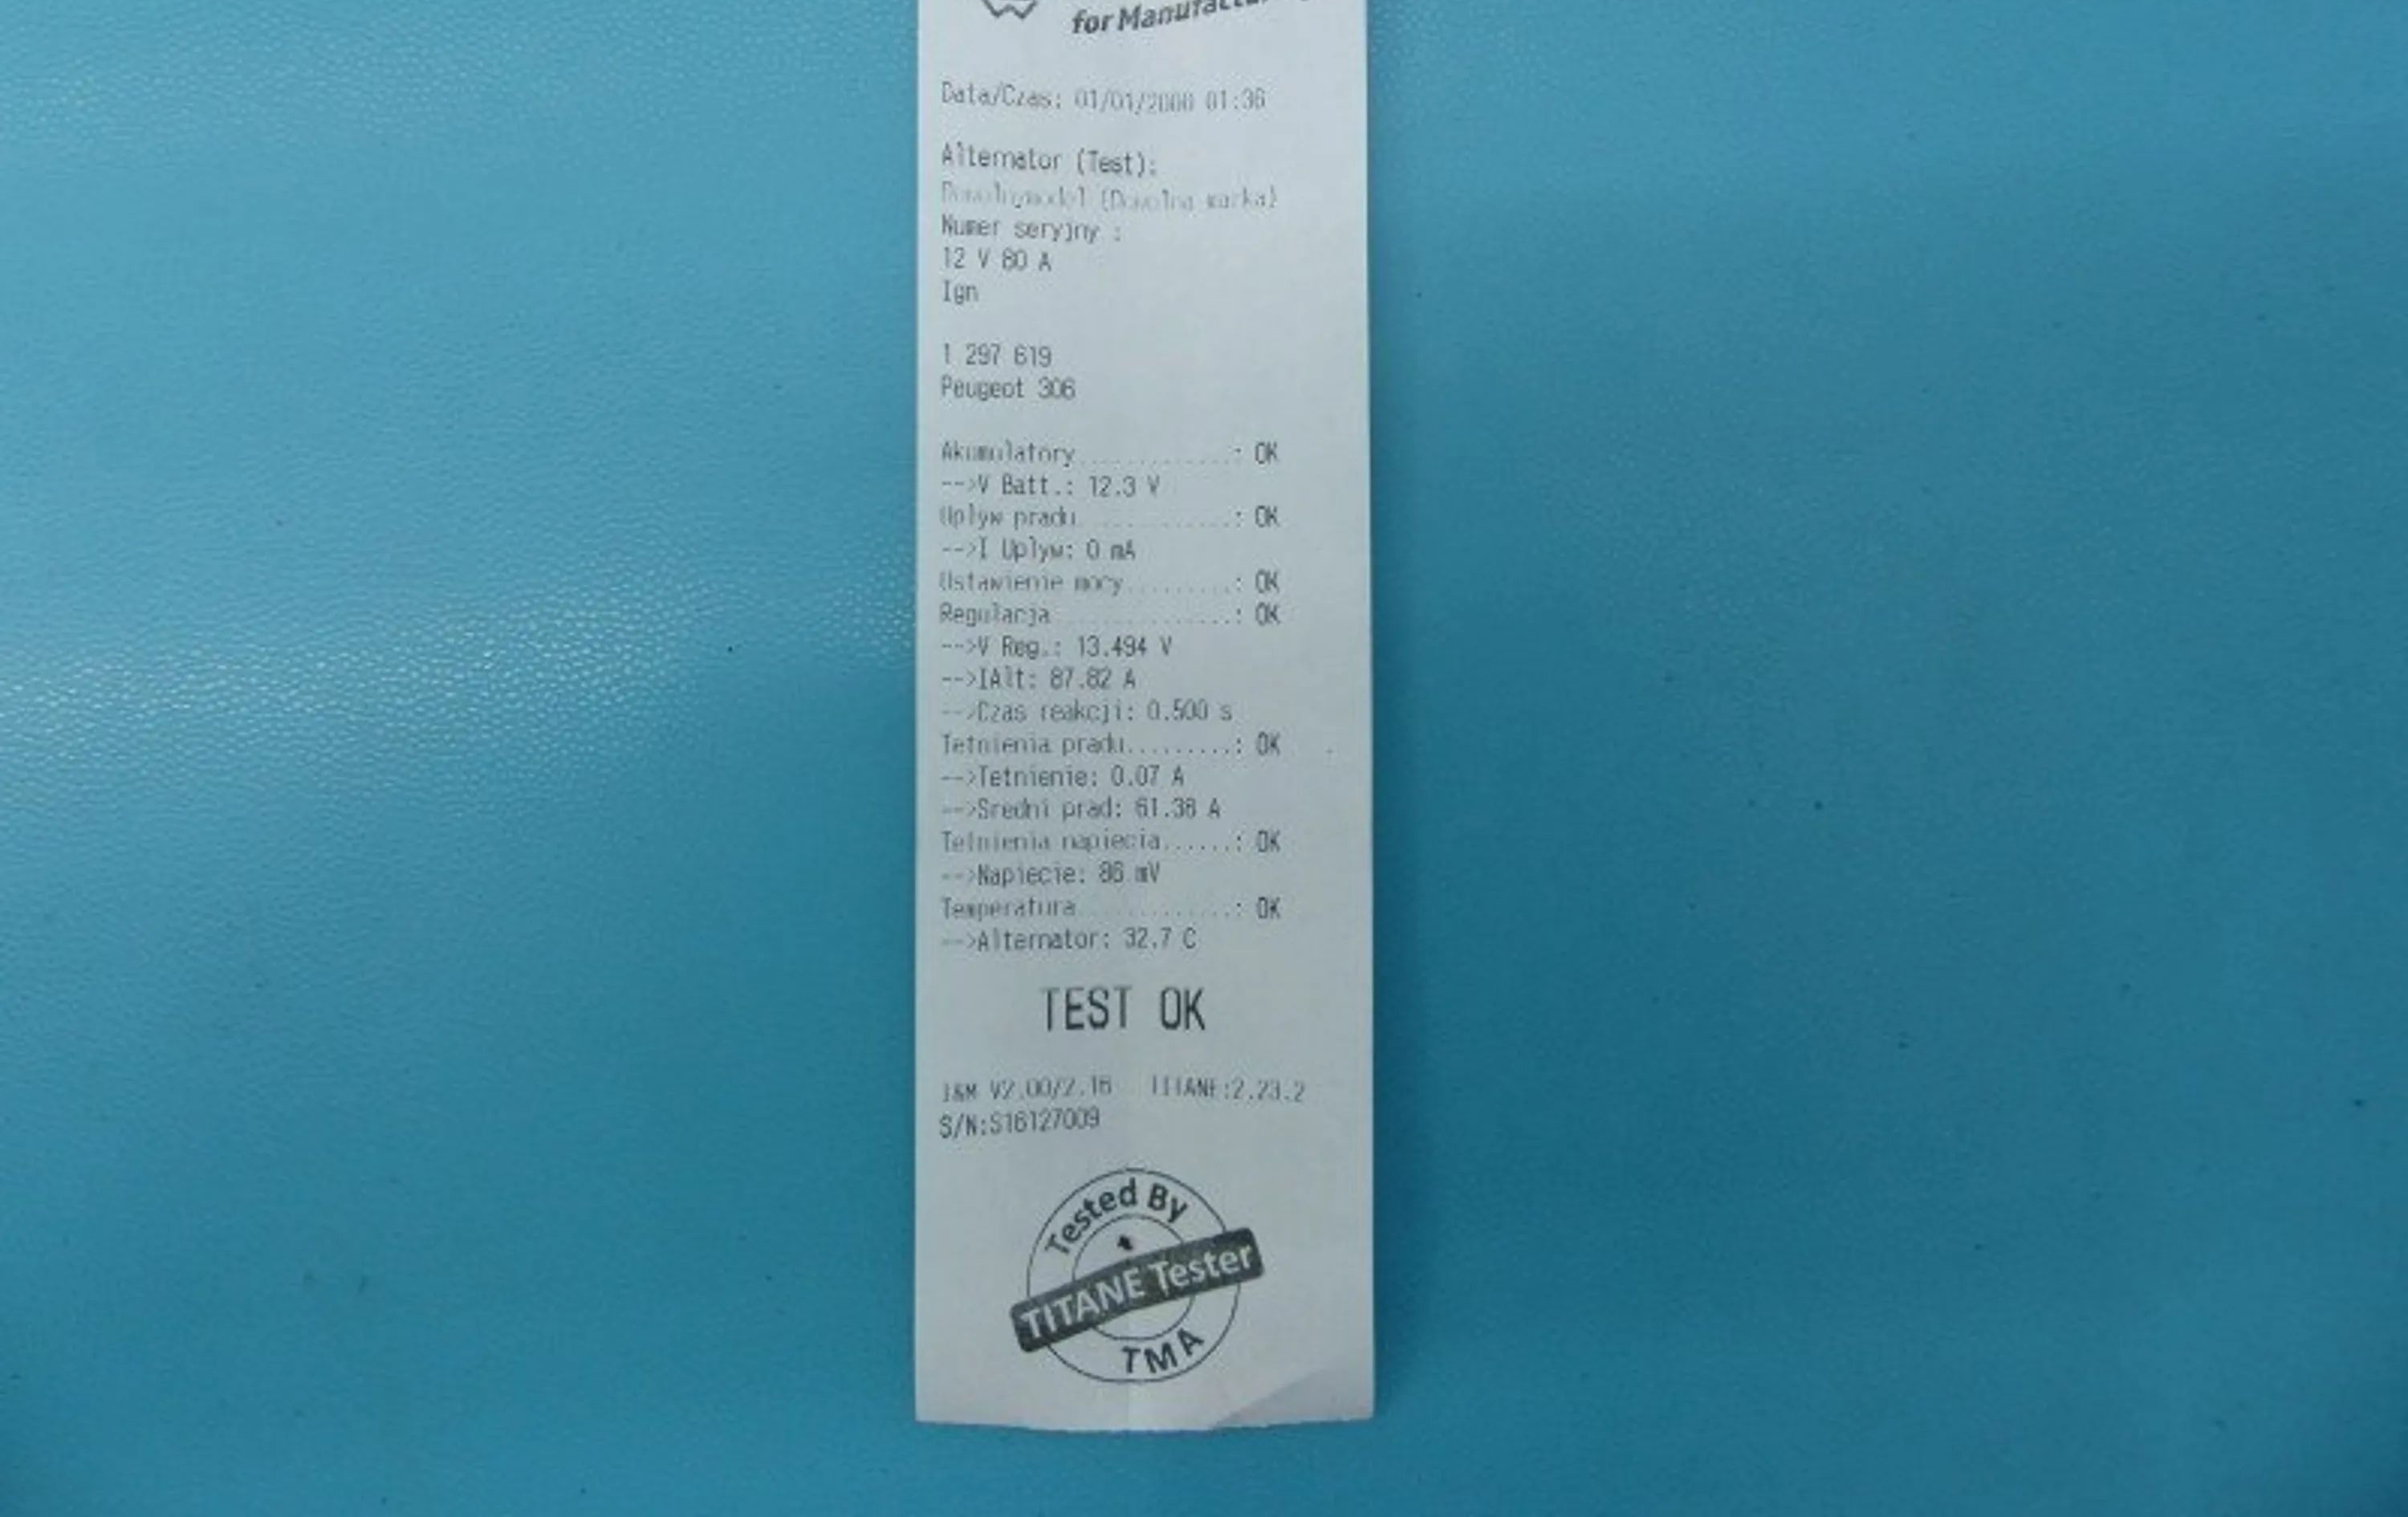 for Manufactur
Data/Czas: 01/01/2000 01:36
Alternator (Test):
Dowolnymodel (Dowolna marka)
Numer seryjny :
12 V 80 A
Ign
1 297 619
Peugeot 306
Akumulatory.............: OK
-->V Batt.: 12.3 V
Uplyw pradu.............: OK
-->I Uplyw: 0 mA
Ustawienie mocy.........: OK
Regulacja...............: OK
-->V Reg.: 13.494 V
-->IAlt: 87.82 A
-->Czas reakcji: 0.500 s
Tetnienia pradu.........: OK
-->Tetnienie: 0.07 A
-->Sredni prad: 61.38 A
Tetnienia napiecia......: OK
-->Napiecie: 86 mV
Temperatura.............: OK
-->Alternator: 32.7 C
TEST OK
I&M V2.00/2.16 TITANE:2.23.2
S/N:S16127009
Tested By
TITANE Tester
TMA